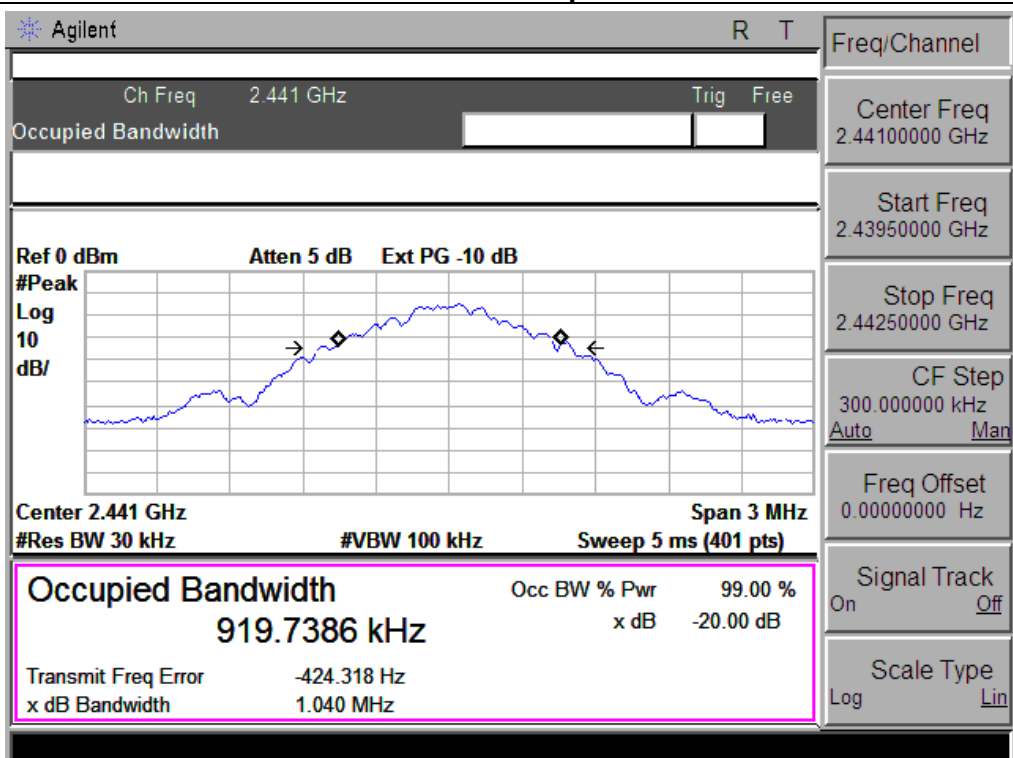 Agilent R T
Ch Freq 2.441 GHz Trig Free
Occupied Bandwidth
Ref 0 dBm Atten 5 dB Ext PG -10 dB
#Peak
Log
10
dB/
Center 2.441 GHz Span 3 MHz
#Res BW 30 kHz #VBW 100 kHz Sweep 5 ms (401 pts)
Occupied Bandwidth Occ BW % Pwr 99.00 %
919.7386 kHz x dB -20.00 dB
Transmit Freq Error -424.318 Hz
x dB Bandwidth 1.040 MHz
Freq/Channel
Center Freq
2.44100000 GHz
Start Freq
2.43950000 GHz
Stop Freq
2.44250000 GHz
CF Step
300.000000 kHz
Auto Man
Freq Offset
0.00000000 Hz
Signal Track
On Off
Scale Type
Log Lin